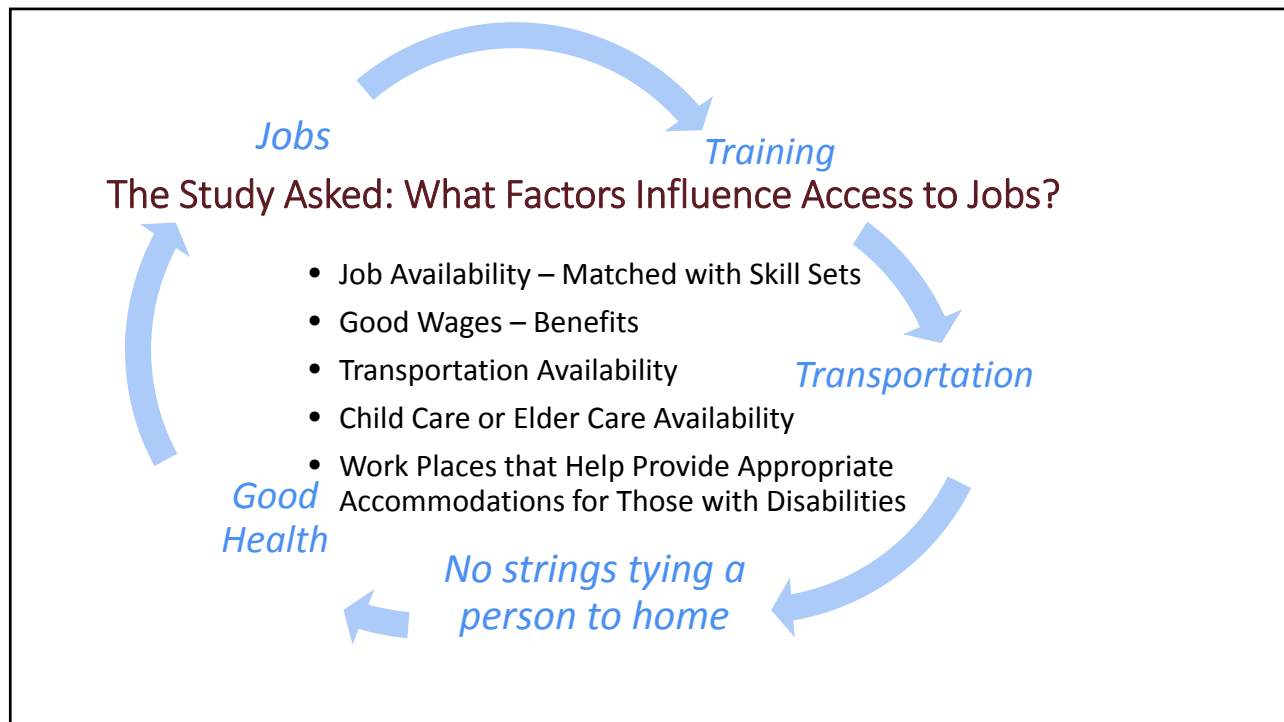 Jobs
Training
The Study Asked: What Factors Influence Access to Jobs?
• Job Availability – Matched with Skill Sets
• Good Wages – Benefits
• Transportation Availability
Transportation
• Child Care or Elder Care Availability
• Work Places that Help Provide Appropriate
Accommodations for Those with Disabilities
Good
Health
No strings tying a
person to home